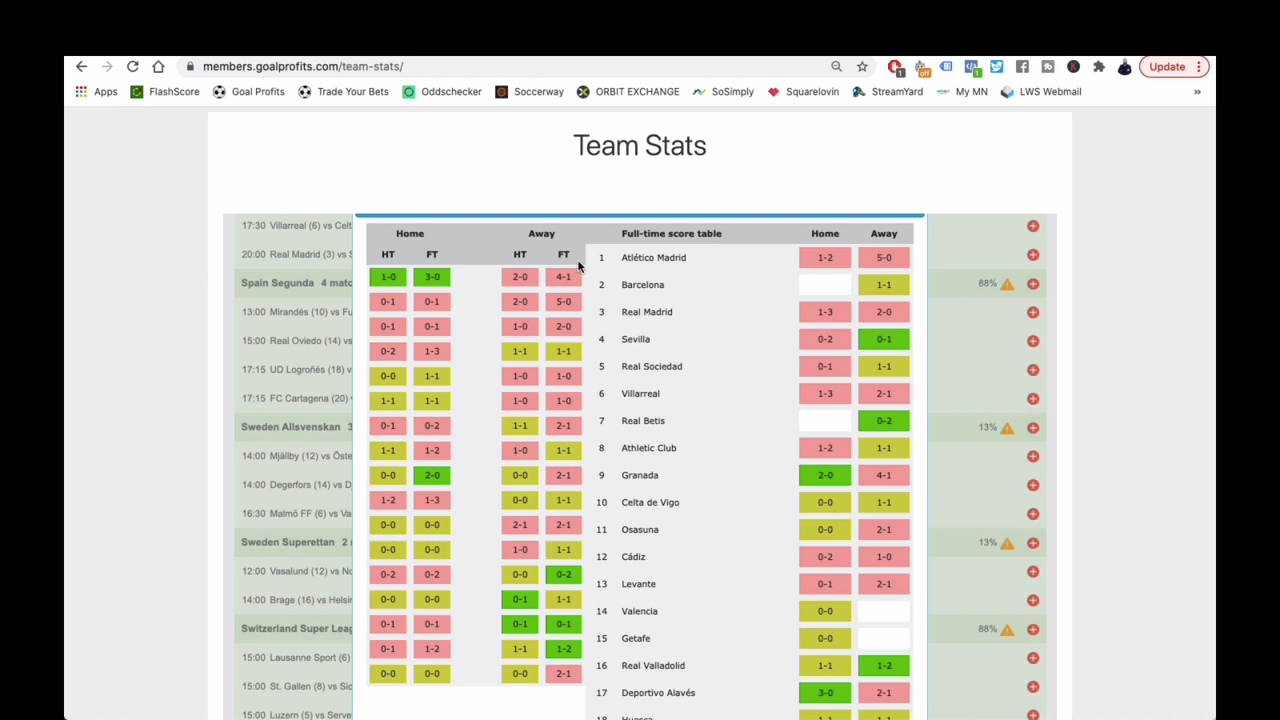 members.goalprofits.com/team-stats/
1
off
1
Update
Apps FlashScore Goal Profits Trade Your Bets Oddschecker Soccerway ORBIT EXCHANGE SoSimply Squarelovin StreamYard My MN LWS Webmail »
Team Stats
17:30 Villarreal (6) vs Celt
20:00 Real Madrid (3) vs S
Spain Segunda 4 matc 88%
13:00 Mirandés (10) vs Fu
15:00 Real Oviedo (14) vs
17:15 UD Logroñés (18) v
17:15 FC Cartagena (20)
Sweden Allsvenskan 3 13%
14:00 Mjällby (12) vs Öste
14:00 Degerfors (14) vs D
16:30 Malmö FF (6) vs Va
Sweden Superettan 2 13%
12:00 Vasalund (12) vs No
14:00 Brage (16) vs Helsin
Switzerland Super Leag 88%
15:00 Lausanne Sport (6)
15:00 St. Gallen (8) vs Sio
15:00 Luzern (5) vs Serve
Home Away
HT FT HT FT
1-0 3-0 2-0 4-1
0-1 0-1 2-0 5-0
0-1 0-1 1-0 2-0
0-2 1-3 1-1 1-1
0-0 1-1 1-0 1-0
1-1 1-1 1-0 1-0
0-1 0-2 1-1 2-1
1-1 1-2 1-0 1-1
0-0 2-0 0-0 2-1
1-2 1-3 0-0 1-1
0-0 0-0 2-1 2-1
0-0 0-0 1-0 1-1
0-2 0-2 0-0 0-2
0-0 0-0 0-1 1-1
0-1 0-1 0-1 0-1
0-1 1-2 1-1 1-2
0-0 0-0 0-0 2-1
Full-time score table Home Away
1 Atlético Madrid 1-2 5-0
2 Barcelona 1-1
3 Real Madrid 1-3 2-0
4 Sevilla 0-2 0-1
5 Real Sociedad 0-1 1-1
6 Villarreal 1-3 2-1
7 Real Betis 0-2
8 Athletic Club 1-2 1-1
9 Granada 2-0 4-1
10 Celta de Vigo 0-0 1-1
11 Osasuna 0-0 2-1
12 Cádiz 0-2 1-0
13 Levante 0-1 2-1
14 Valencia 0-0
15 Getafe 0-0
16 Real Valladolid 1-1 1-2
17 Deportivo Alavés 3-0 2-1
18 Huesca 1-1 1-1